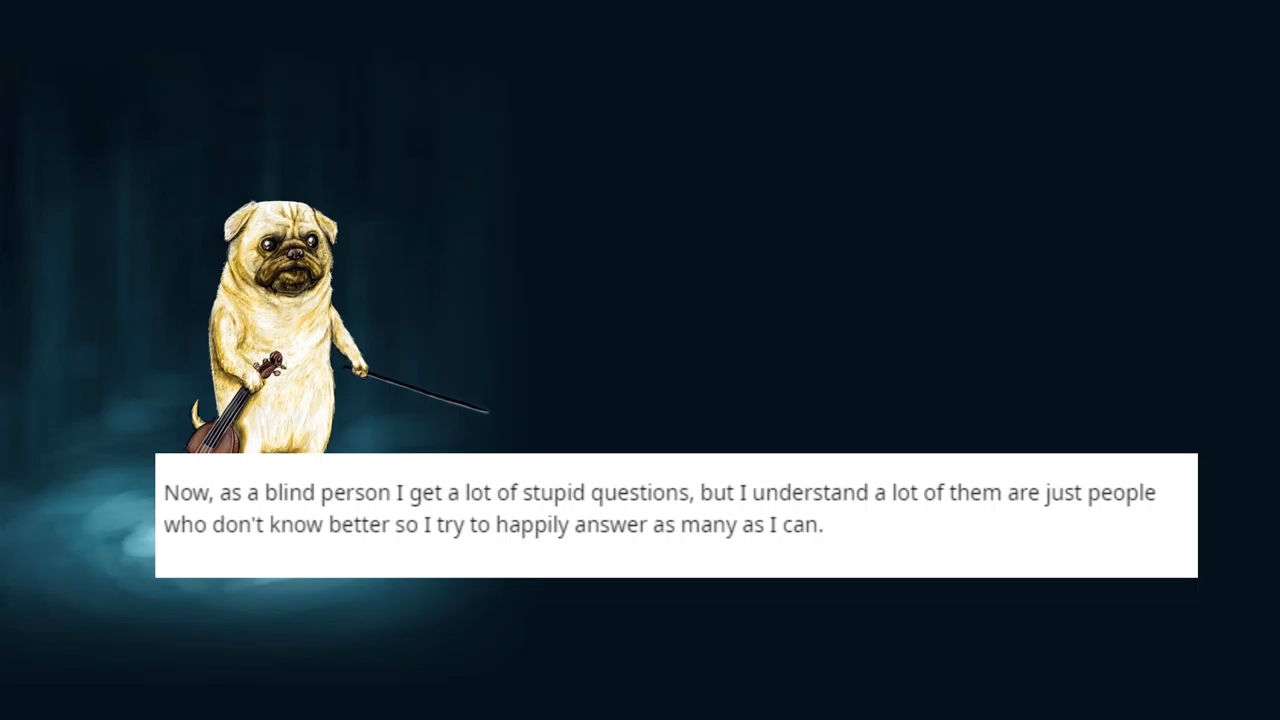 Now, as a blind person I get a lot of stupid questions, but I understand a lot of them are just people
who don't know better so I try to happily answer as many as I can.